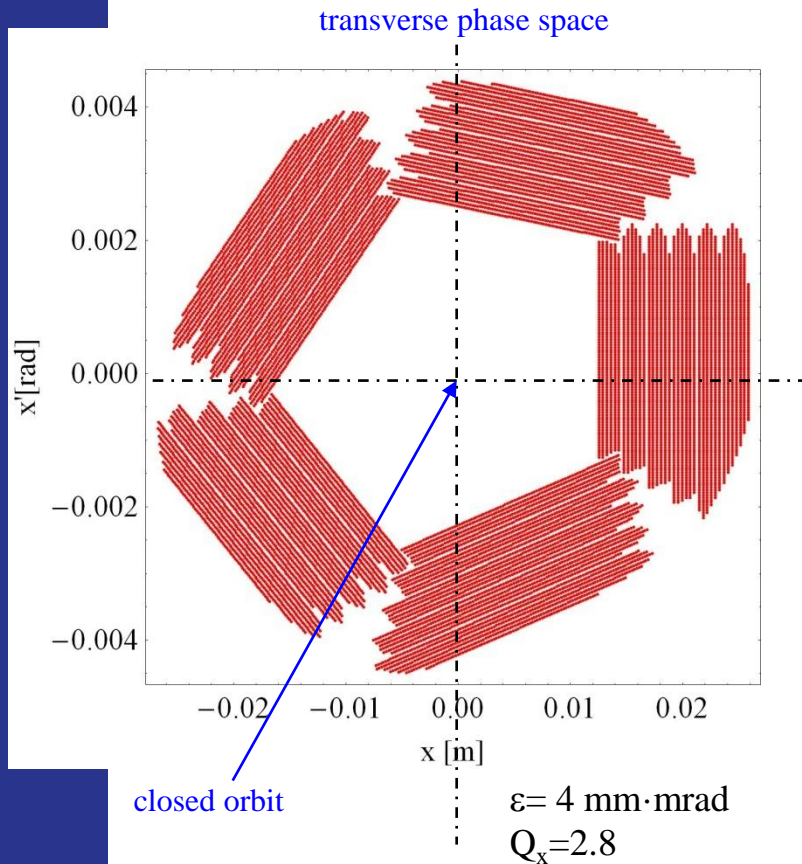 transverse phase space
0.004
0.002
0.000
−0.002
−0.004
x'[rad]
−0.02 −0.01 0.00 0.01 0.02
x [m]
closed orbit
ε= 4 mm·mrad
Qₓ=2.8